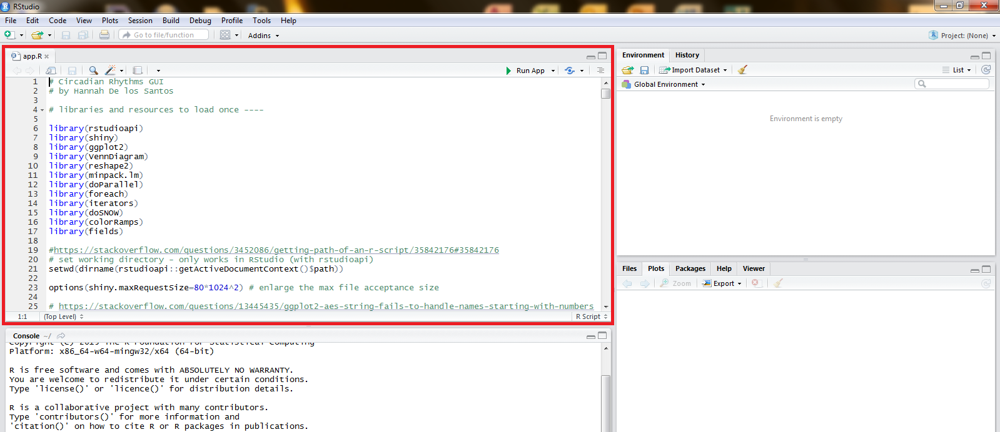 RStudio
File Edit Code View Plots Session Build Debug Profile Tools Help
Go to file/function Addins Project: (None)
app.R
Run App
1 # Circadian Rhythms GUI
2 # by Hannah De los Santos
3
4 # libraries and resources to load once ----
5
6 library(rstudioapi)
7 library(shiny)
8 library(ggplot2)
9 library(VennDiagram)
10 library(reshape2)
11 library(minpack.lm)
12 library(doParallel)
13 library(foreach)
14 library(iterators)
15 library(doSNOW)
16 library(colorRamps)
17 library(fields)
18
19 #https://stackoverflow.com/questions/3452086/getting-path-of-an-r-script/35842176#35842176
20 # set working directory - only works in RStudio (with rstudioapi)
21 setwd(dirname(rstudioapi::getActiveDocumentContext()$path))
22
23 options(shiny.maxRequestSize=80*1024^2) # enlarge the max file acceptance size
24
25 # https://stackoverflow.com/questions/13445435/ggplot2-aes-string-fails-to-handle-names-starting-with-numbers
1:1 (Top Level) R Script
Console ~/
Copyright (C) 2019 The R Foundation for Statistical Computing
Platform: x86_64-w64-mingw32/x64 (64-bit)
R is free software and comes with ABSOLUTELY NO WARRANTY.
You are welcome to redistribute it under certain conditions.
Type 'license()' or 'licence()' for distribution details.
R is a collaborative project with many contributors.
Type 'contributors()' for more information and
'citation()' on how to cite R or R packages in publications.
Environment History
Import Dataset List
Global Environment
Environment is empty
Files Plots Packages Help Viewer
Zoom Export